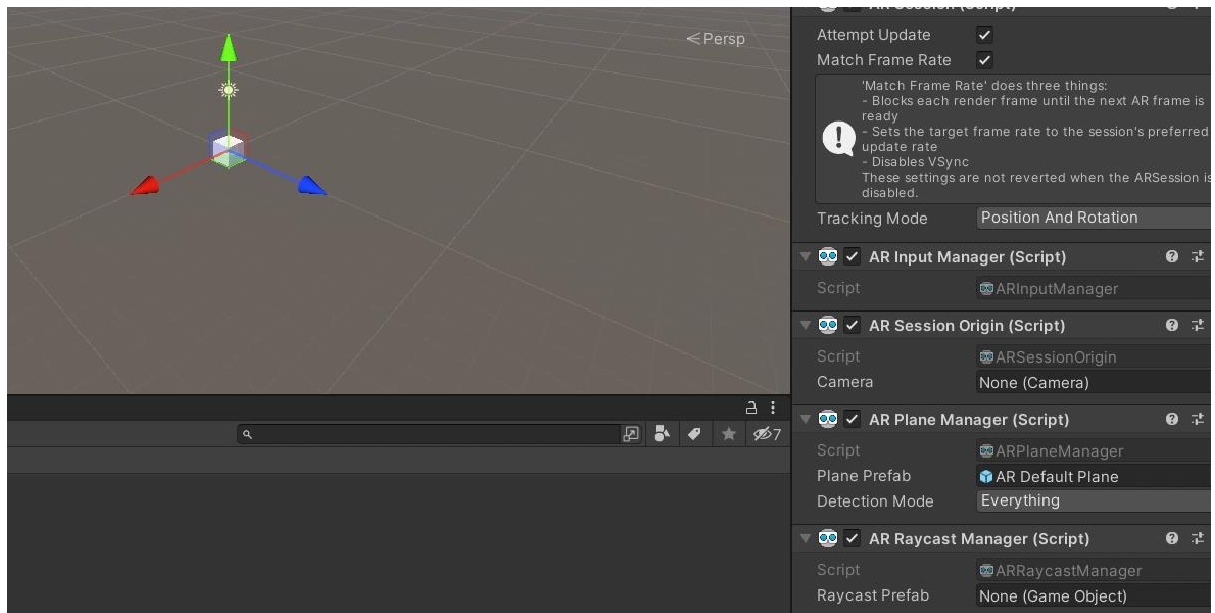 AR Session (Script)
Persp
Attempt Update
Match Frame Rate
'Match Frame Rate' does three things:
- Blocks each render frame until the next AR frame is
ready
- Sets the target frame rate to the session's preferred
update rate
- Disables VSync
These settings are not reverted when the ARSession is
disabled.
Tracking Mode Position And Rotation
AR Input Manager (Script)
Script ARInputManager
AR Session Origin (Script)
Script ARSessionOrigin
Camera None (Camera)
AR Plane Manager (Script)
7
Script ARPlaneManager
Plane Prefab AR Default Plane
Detection Mode Everything
AR Raycast Manager (Script)
Script ARRaycastManager
Raycast Prefab None (Game Object)